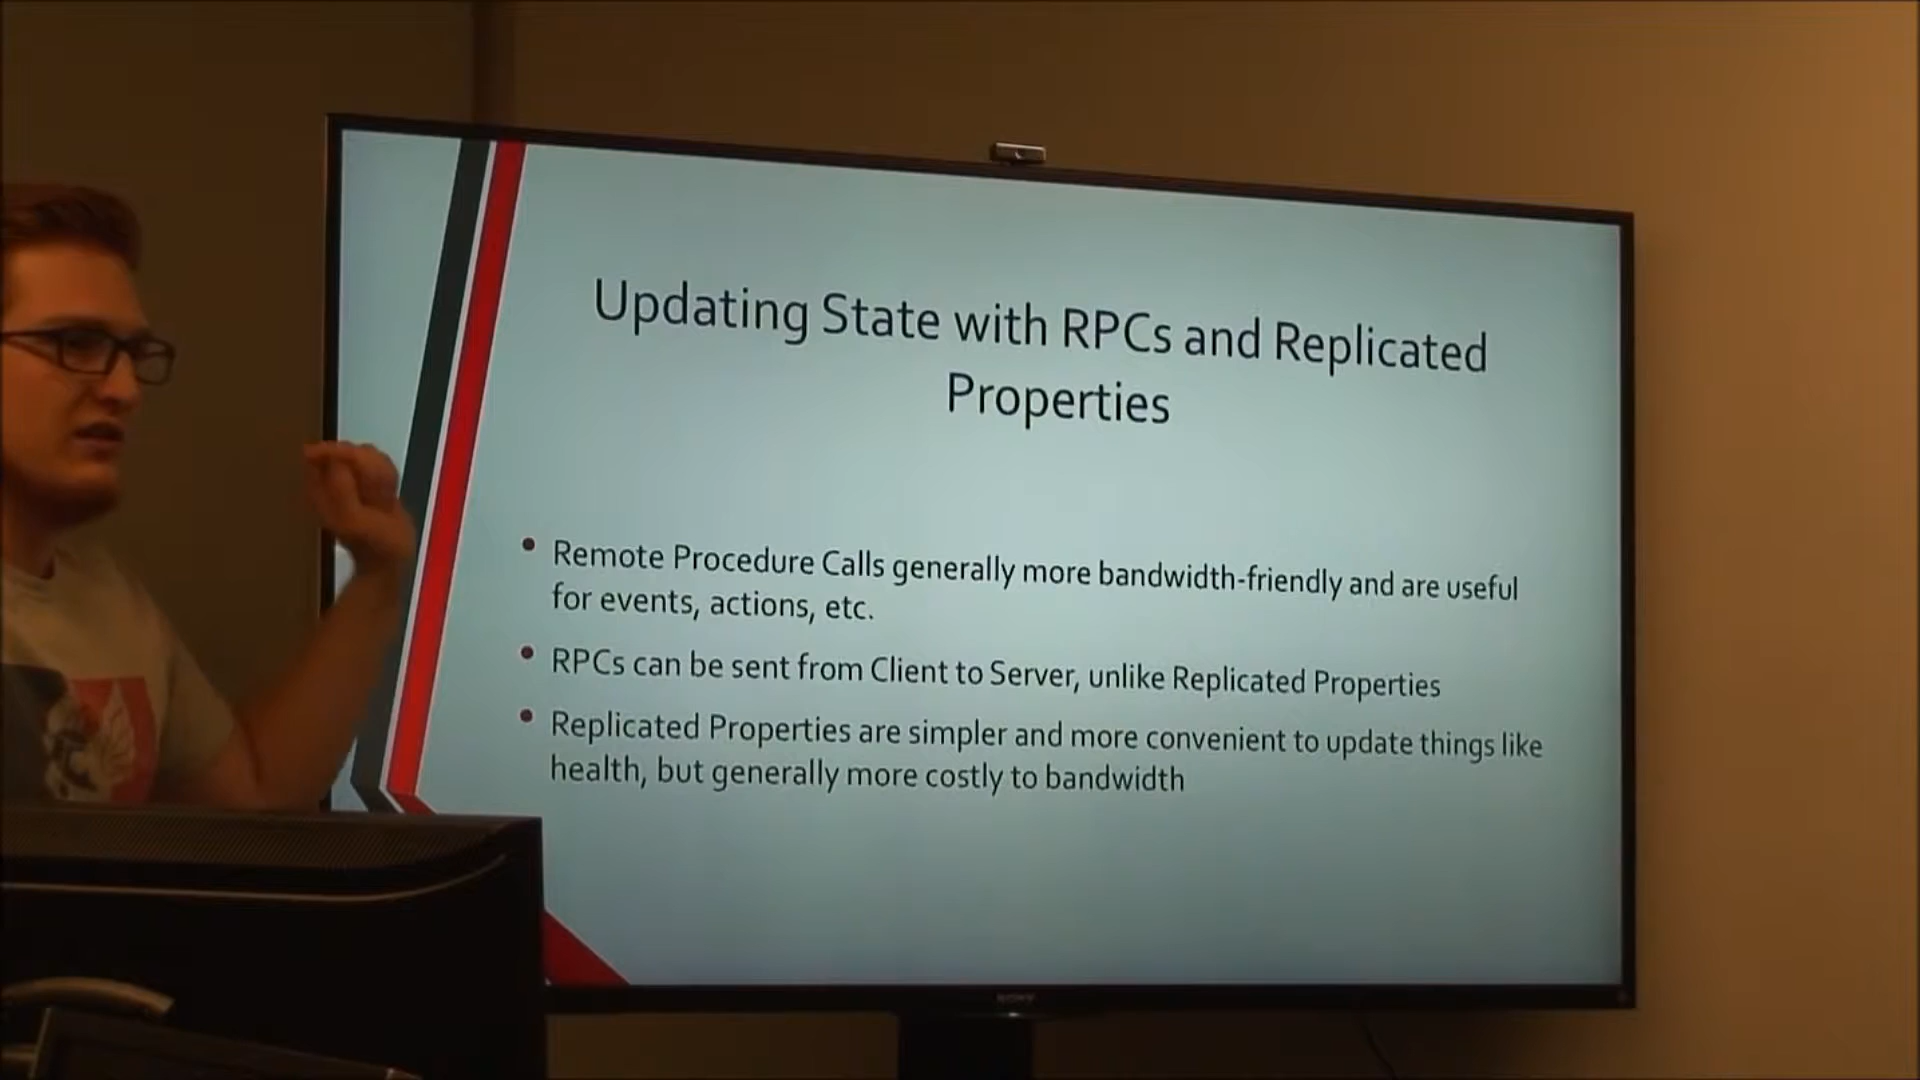 Updating State with RPCs and Replicated
Properties
• Remote Procedure Calls generally more bandwidth-friendly and are useful
for events, actions, etc.
• RPCs can be sent from Client to Server, unlike Replicated Properties
• Replicated Properties are simpler and more convenient to update things like
health, but generally more costly to bandwidth
SONY